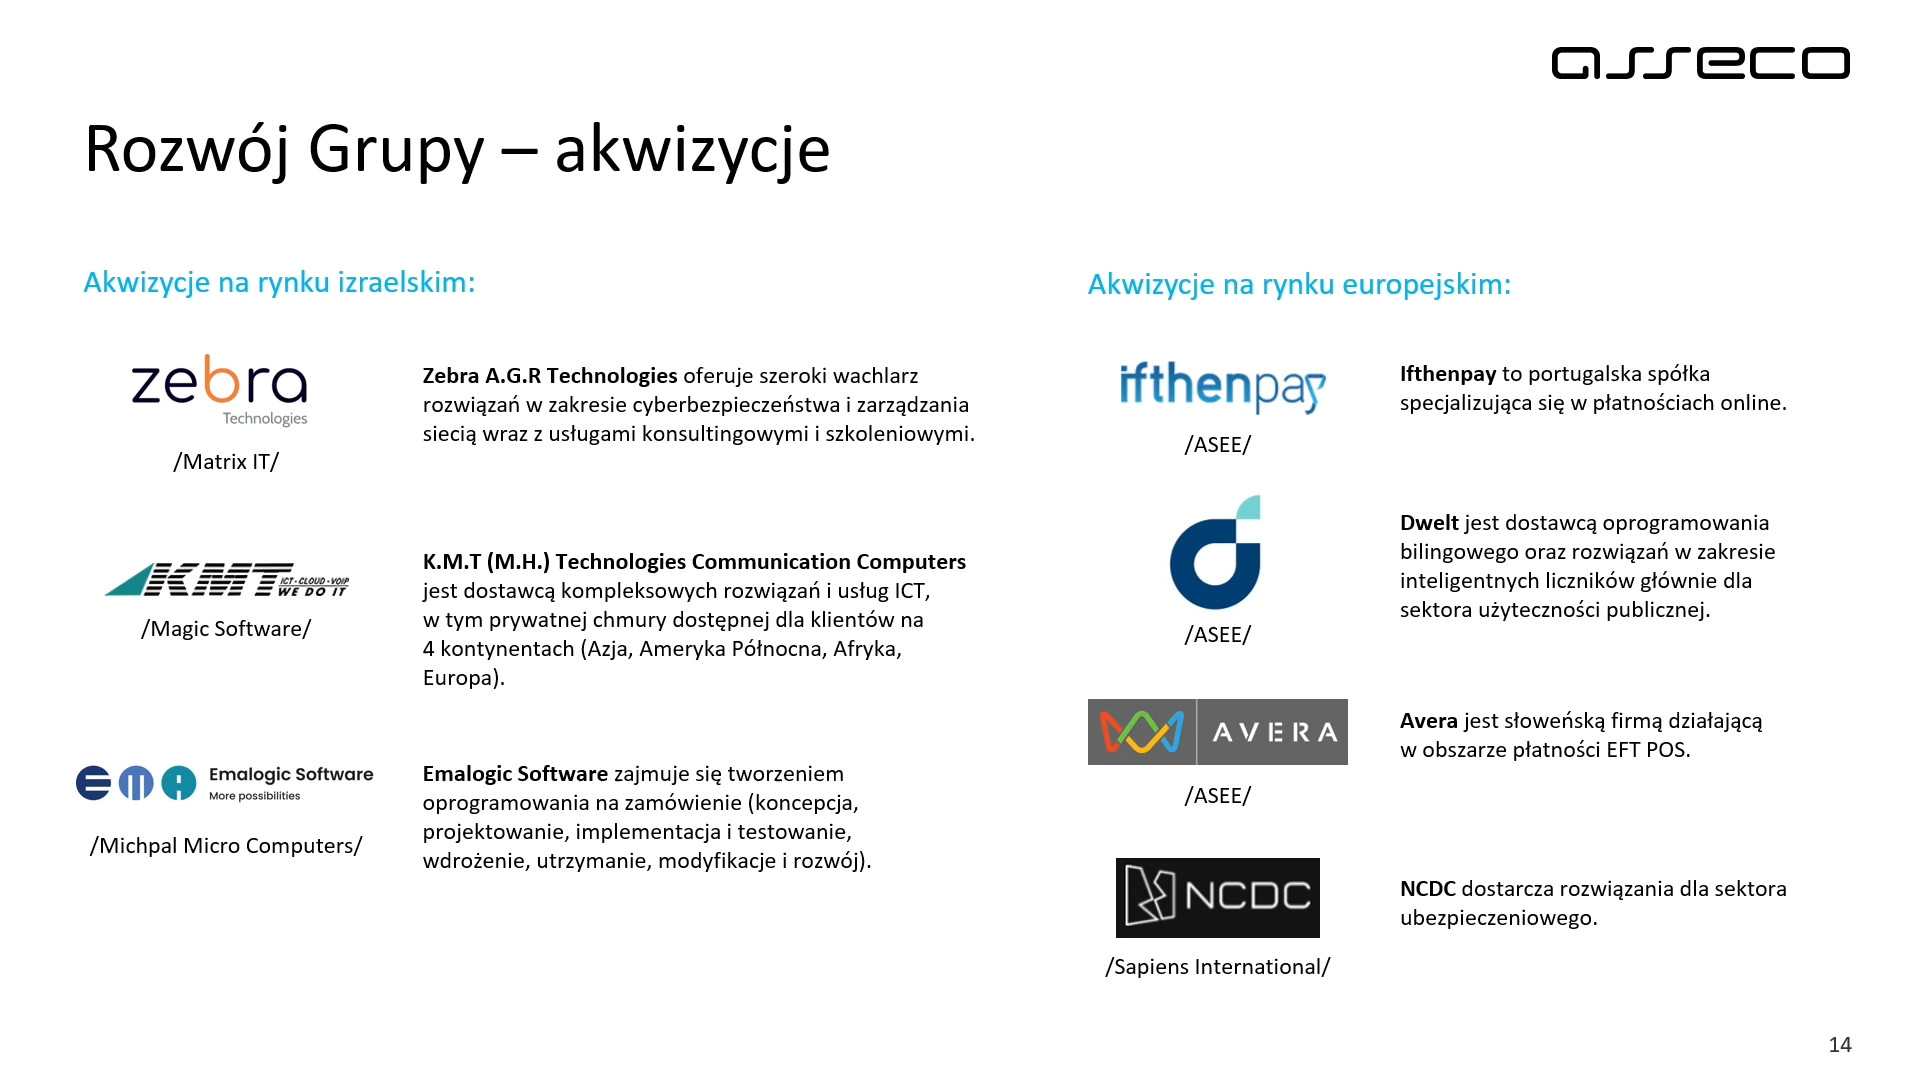 asseco
Rozwój Grupy – akwizycje
Akwizycje na rynku izraelskim:
zebra
Technologies
/Matrix IT/
Zebra A.G.R Technologies oferuje szeroki wachlarz
rozwiązań w zakresie cyberbezpieczeństwa i zarządzania
siecią wraz z usługami konsultingowymi i szkoleniowymi.
KMT
ICT·CLOUD·VOIP
WE DO IT
/Magic Software/
K.M.T (M.H.) Technologies Communication Computers
jest dostawcą kompleksowych rozwiązań i usług ICT,
w tym prywatnej chmury dostępnej dla klientów na
4 kontynentach (Azja, Ameryka Północna, Afryka,
Europa).
EMA
Emalogic Software
More possibilities
/Michpal Micro Computers/
Emalogic Software zajmuje się tworzeniem
oprogramowania na zamówienie (koncepcja,
projektowanie, implementacja i testowanie,
wdrożenie, utrzymanie, modyfikacje i rozwój).
Akwizycje na rynku europejskim:
ifthenpay
/ASEE/
Ifthenpay to portugalska spółka
specjalizująca się w płatnościach online.
/ASEE/
Dwelt jest dostawcą oprogramowania
bilingowego oraz rozwiązań w zakresie
inteligentnych liczników głównie dla
sektora użyteczności publicznej.
AVERA
/ASEE/
Avera jest słoweńską firmą działającą
w obszarze płatności EFT POS.
NCDC
/Sapiens International/
NCDC dostarcza rozwiązania dla sektora
ubezpieczeniowego.
14